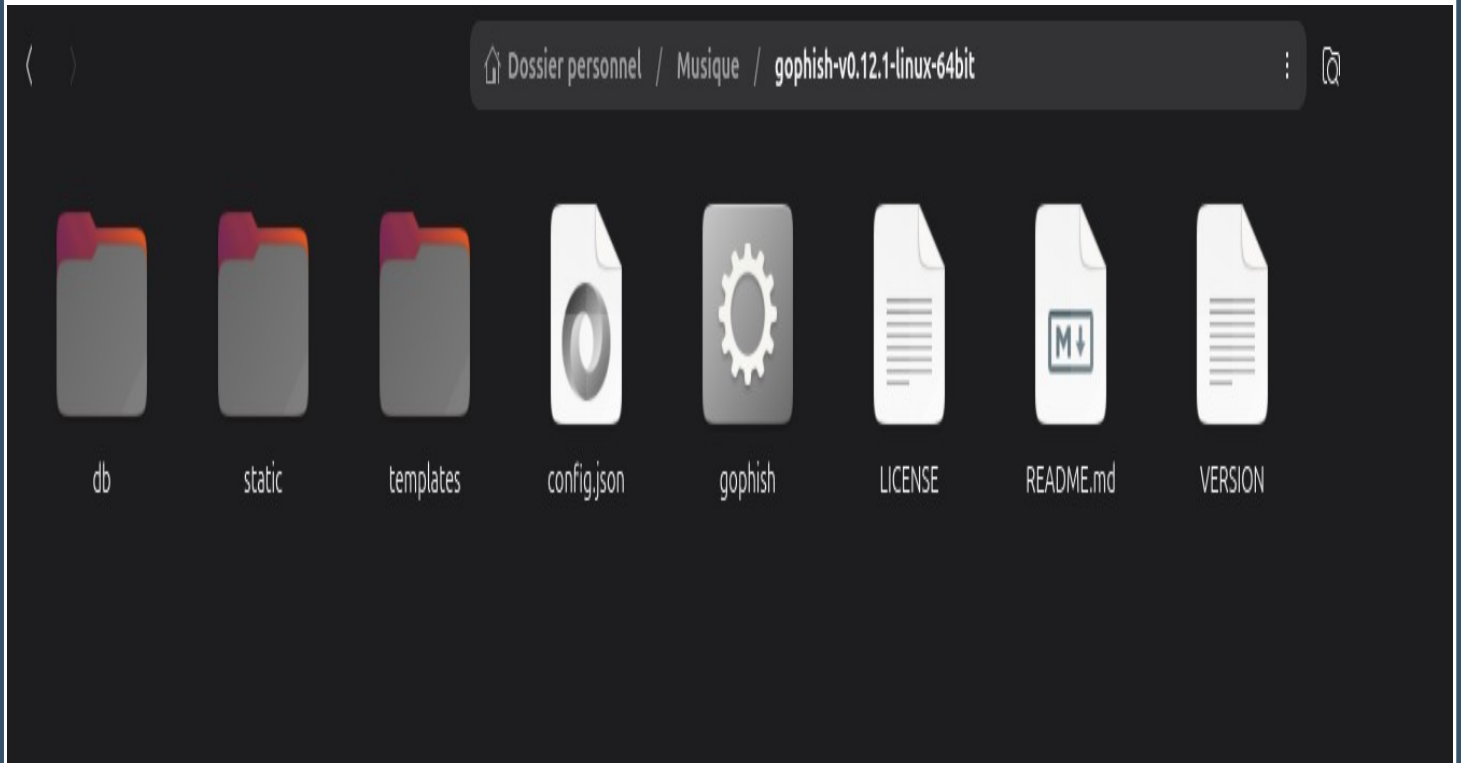 Dossier personnel / Musique / gophish-v0.12.1-linux-64bit
M
db static templates config.json gophish LICENSE README.md VERSION